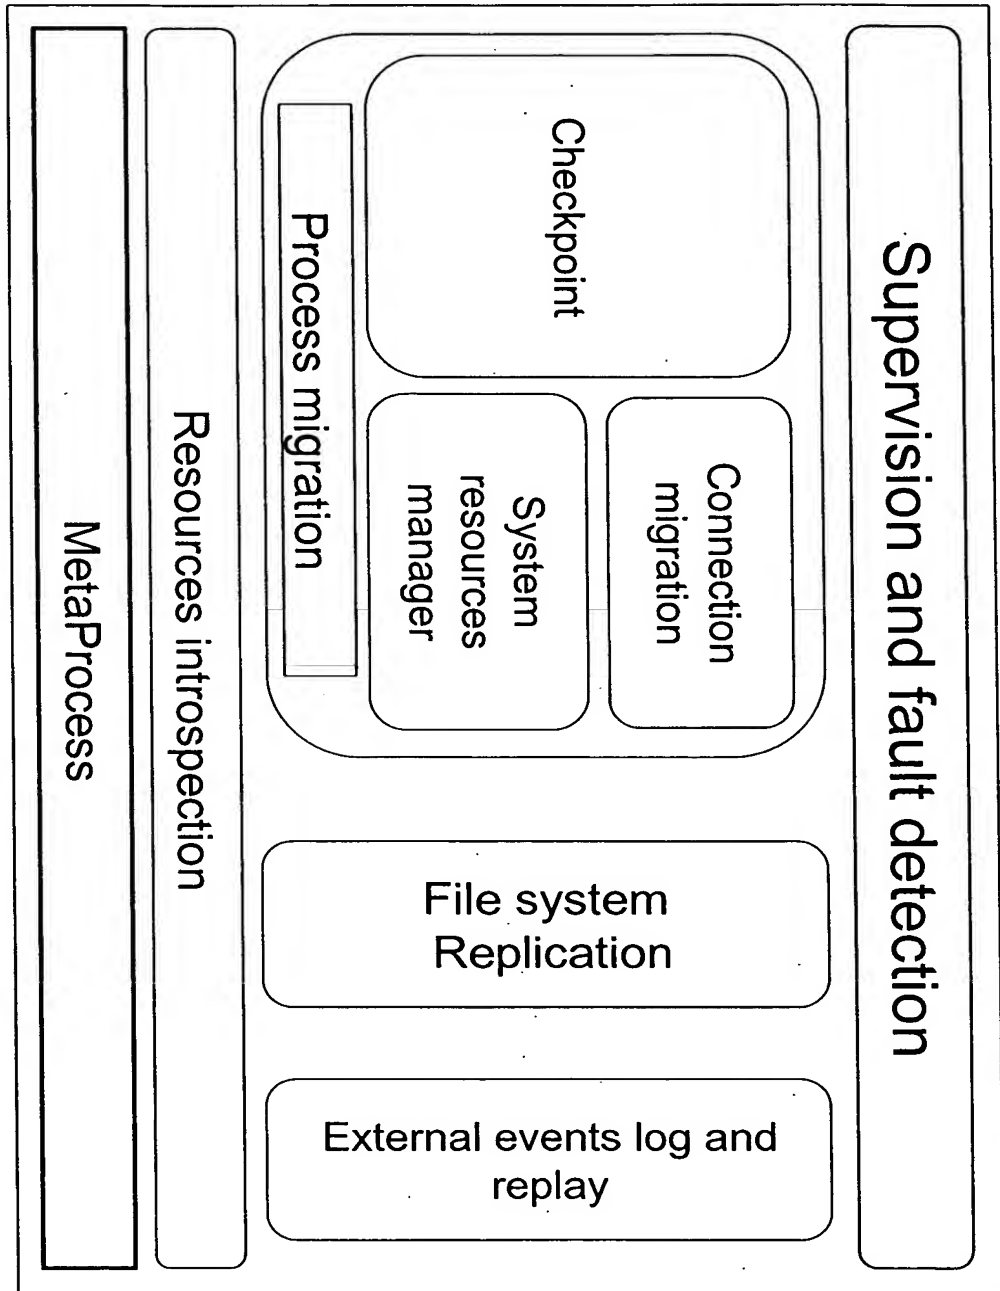 Supervision and fault detection
Checkpoint
Connection
migration
System
resources
manager
Process migration
File system
Replication
External events log and
replay
Resources introspection
MetaProcess